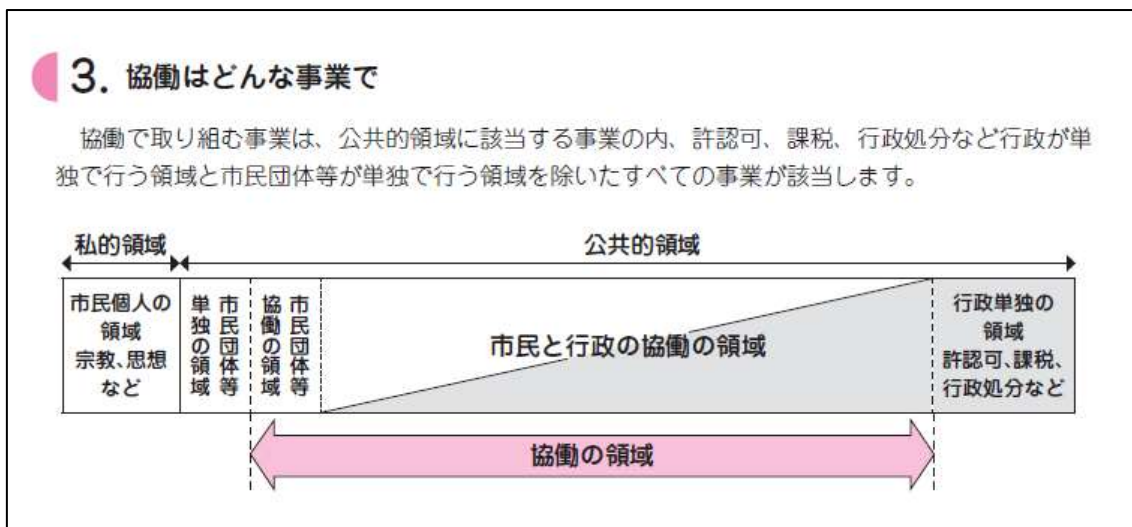 3. 協働はどんな事業で
協働で取り組む事業は、公共的領域に該当する事業の内、許認可、課税、行政処分など行政が単
独で行う領域と市民団体等が単独で行う領域を除いたすべての事業が該当します。
私的領域
公共的領域
市民個人の
領域
宗教、思想
など
市民団体等
単独の領域
市民団体等
協働の領域
市民と行政の協働の領域
行政単独の
領域
許認可、課税、
行政処分など
協働の領域